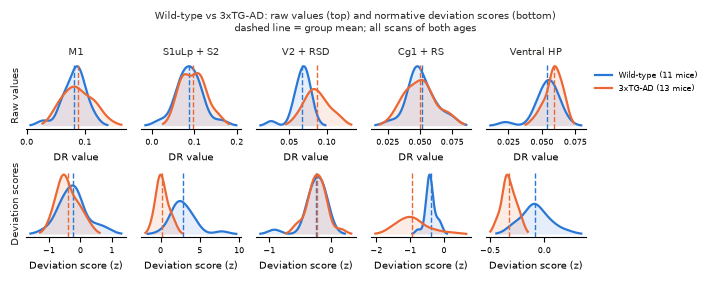 Wild-type vs 3xTG-AD: raw values (top) and normative deviation scores (bottom)
dashed line = group mean; all scans of both ages
M1
S1uLp + S2
V2 + RSD
Cg1 + RS
Ventral HP
Raw values
Wild-type (11 mice)
3xTG-AD (13 mice)
0.0 0.1
0.0 0.1 0.2
0.05 0.10
0.025 0.050 0.075
0.025 0.050 0.075
DR value
DR value
DR value
DR value
DR value
Deviation scores
−1 0 1
0 5 10
−1 0
−2 −1 0
−0.5 0.0
Deviation score (z)
Deviation score (z)
Deviation score (z)
Deviation score (z)
Deviation score (z)